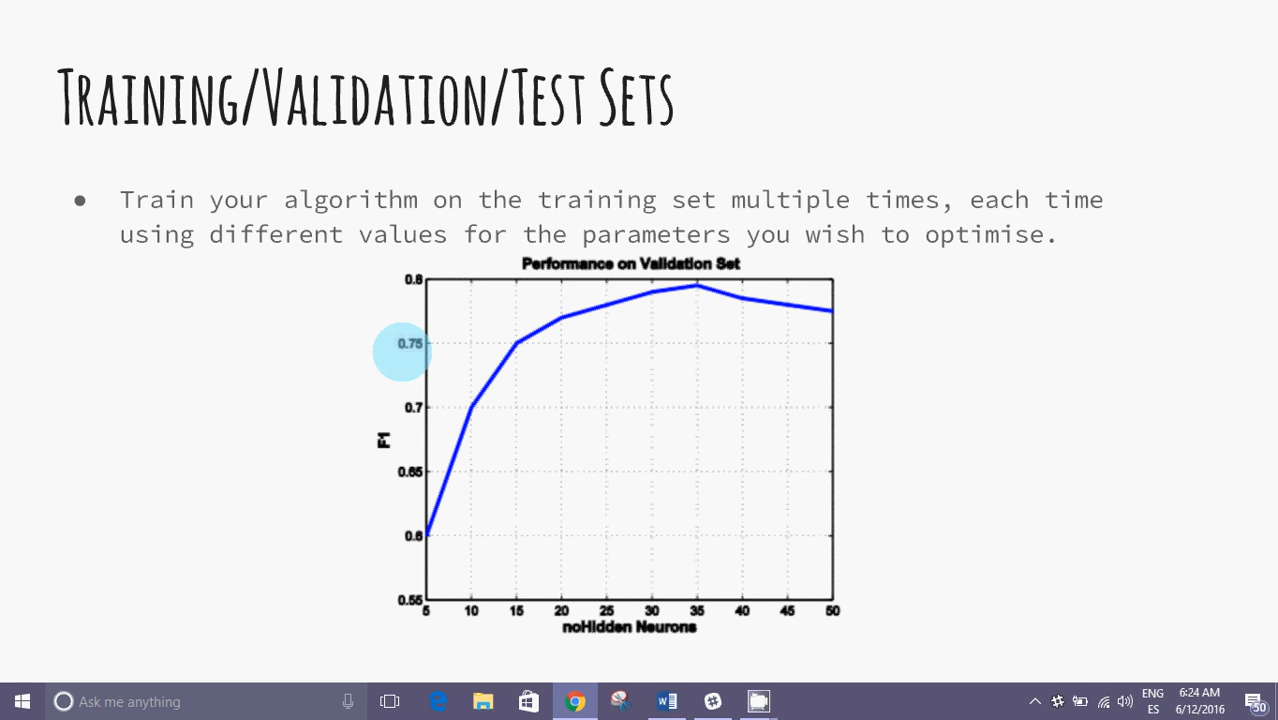 Training/Validation/Test Sets
● Train your algorithm on the training set multiple times, each time
using different values for the parameters you wish to optimise.
Performance on Validation Set
0.8
0.75
0.7
F1
0.65
0.6
0.55
5 10 15 20 25 30 35 40 45 50
noHidden Neurons
Ask me anything
ENG
ES
6:24 AM
6/12/2016
50